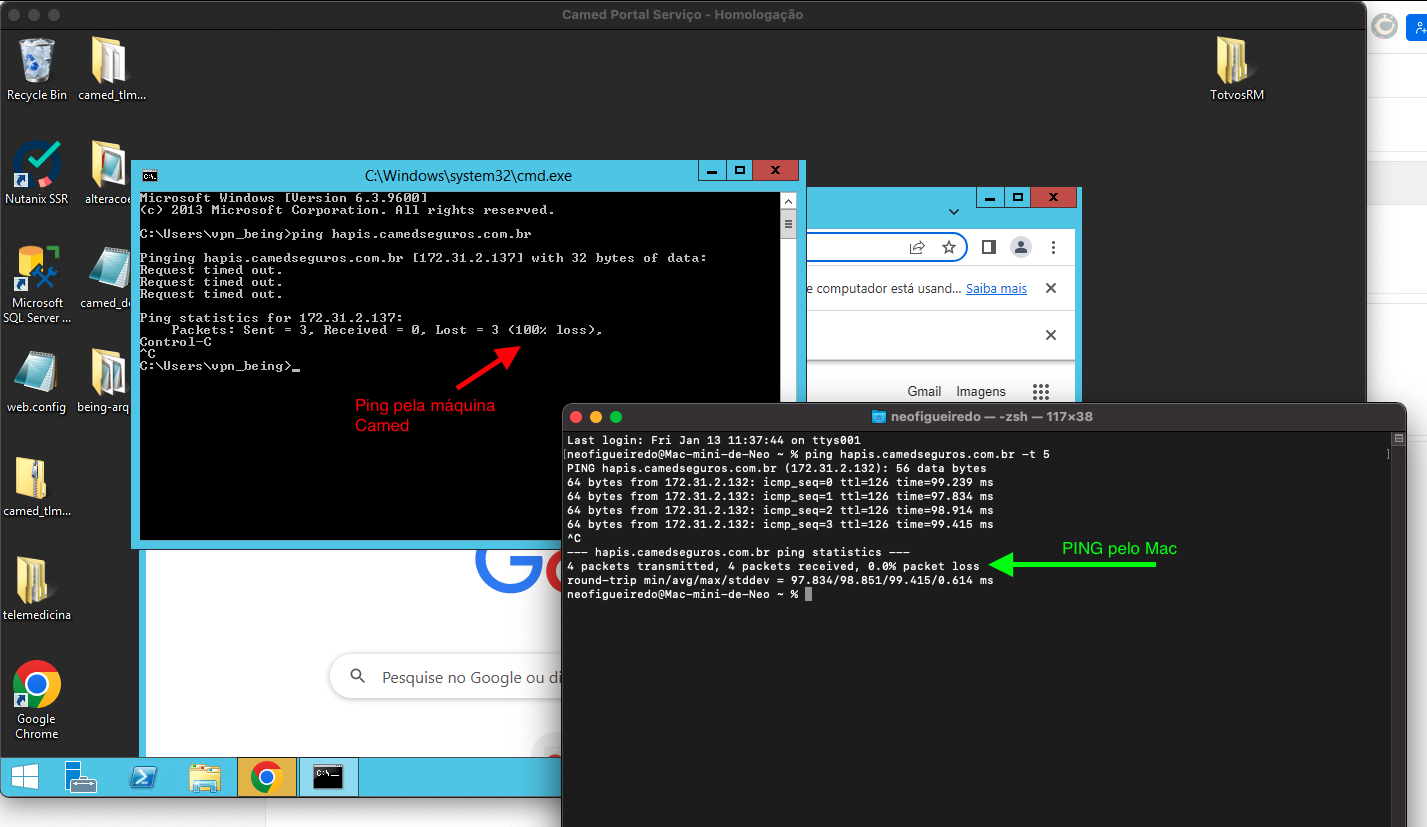 Camed Portal Serviço - Homologação
Recycle Bin
camed_tlm...
TotvosRM
Nutanix SSR
alteracoe
Microsoft
SQL Server ...
camed_de
web.config
being-arq
camed_tlm...
telemedicina
Google
Chrome
C:\Windows\system32\cmd.exe
Microsoft Windows [Version 6.3.9600]
(c) 2013 Microsoft Corporation. All rights reserved.
C:\Users\vpn_being>ping hapis.camedseguros.com.br
Pinging hapis.camedseguros.com.br [172.31.2.137] with 32 bytes of data:
Request timed out.
Request timed out.
Request timed out.
Ping statistics for 172.31.2.137:
Packets: Sent = 3, Received = 0, Lost = 3 (100% loss),
Control-C
^C
C:\Users\vpn_being>_
Ping pela máquina
Camed
e computador está usand... Saiba mais
Gmail Imagens
Go
Pesquise no Google ou di
neofigueiredo — -zsh — 117×38
Last login: Fri Jan 13 11:37:44 on ttys001
[neofigueiredo@Mac-mini-de-Neo ~ % ping hapis.camedseguros.com.br -t 5 ]
PING hapis.camedseguros.com.br (172.31.2.132): 56 data bytes
64 bytes from 172.31.2.132: icmp_seq=0 ttl=126 time=99.239 ms
64 bytes from 172.31.2.132: icmp_seq=1 ttl=126 time=97.834 ms
64 bytes from 172.31.2.132: icmp_seq=2 ttl=126 time=98.914 ms
64 bytes from 172.31.2.132: icmp_seq=3 ttl=126 time=99.415 ms
^C
--- hapis.camedseguros.com.br ping statistics ---
4 packets transmitted, 4 packets received, 0.0% packet loss
round-trip min/avg/max/stddev = 97.834/98.851/99.415/0.614 ms
neofigueiredo@Mac-mini-de-Neo ~ %
PING pelo Mac